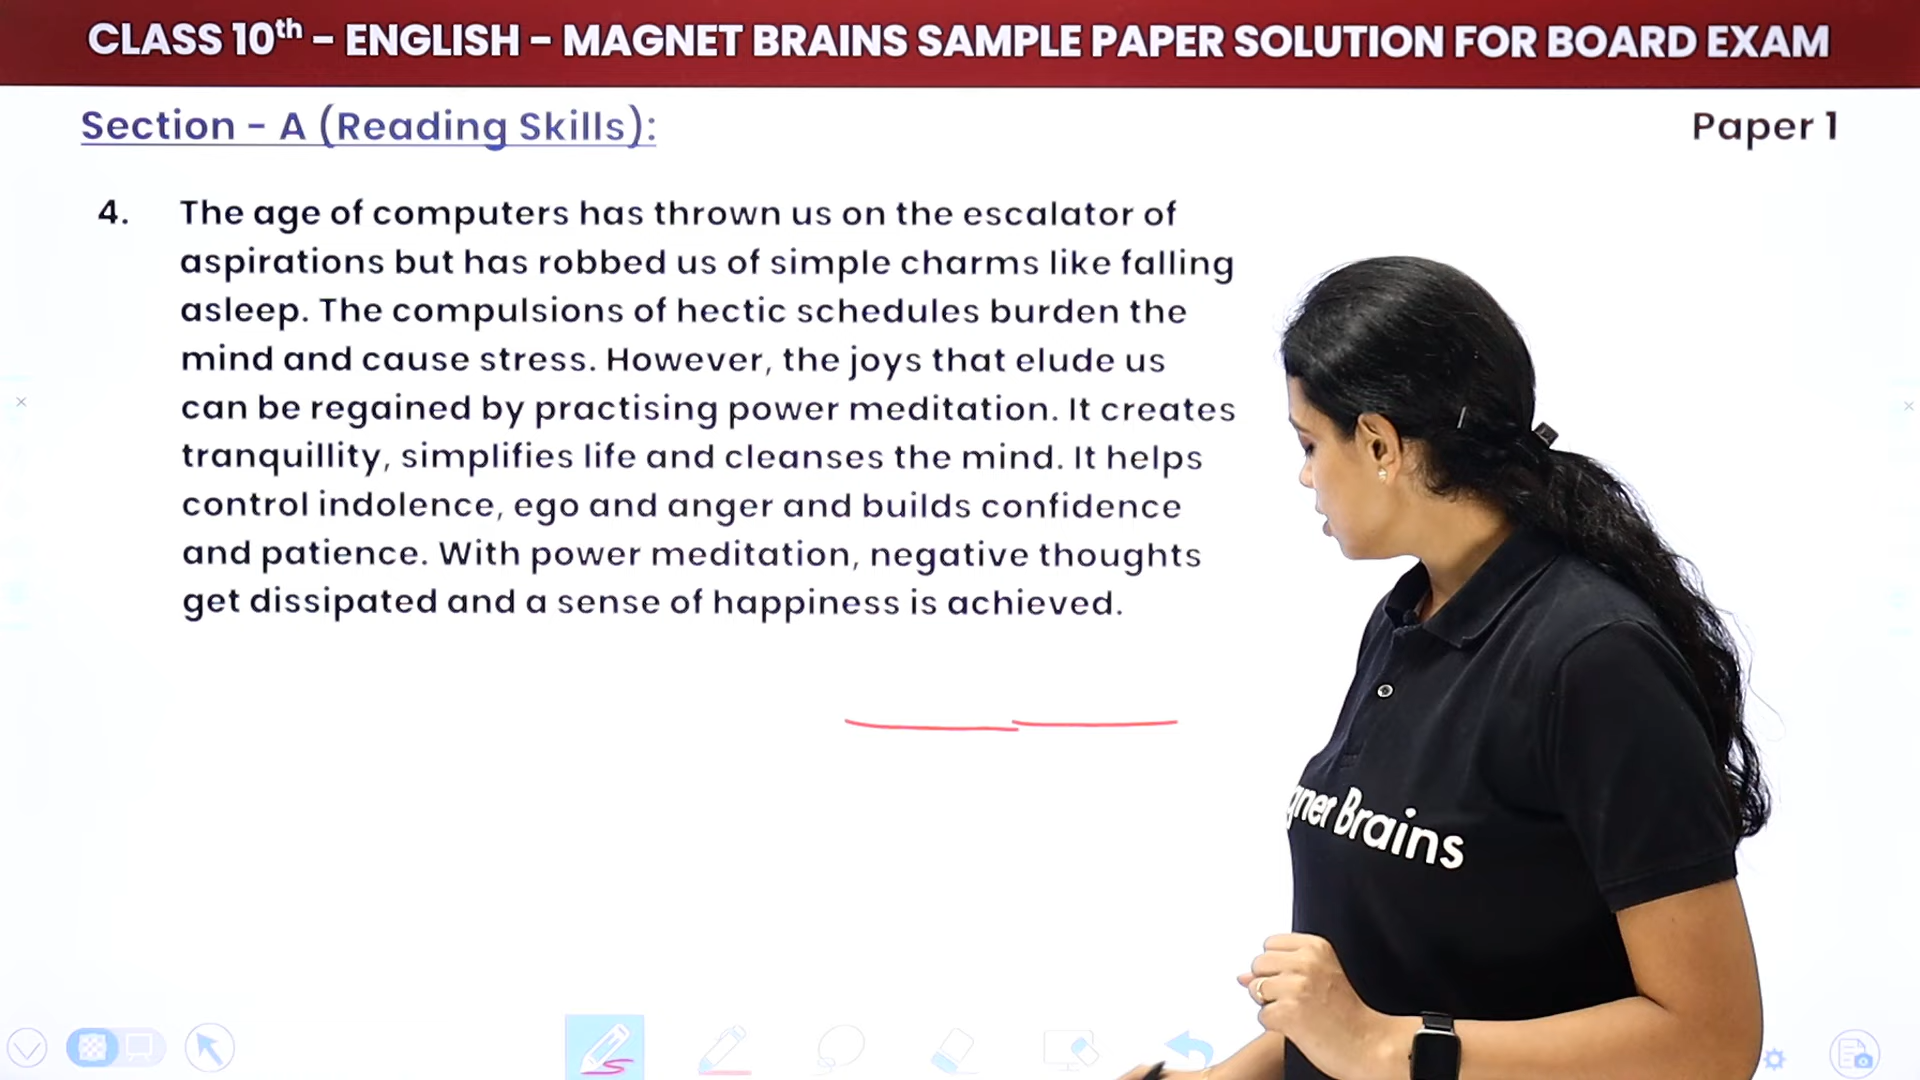 CLASS 10th – ENGLISH – MAGNET BRAINS SAMPLE PAPER SOLUTION FOR BOARD EXAM
Section - A (Reading Skills):
Paper 1
4. The age of computers has thrown us on the escalator of
aspirations but has robbed us of simple charms like falling
asleep. The compulsions of hectic schedules burden the
mind and cause stress. However, the joys that elude us
can be regained by practising power meditation. It creates
tranquillity, simplifies life and cleanses the mind. It helps
control indolence, ego and anger and builds confidence
and patience. With power meditation, negative thoughts
get dissipated and a sense of happiness is achieved.
gnet Brains